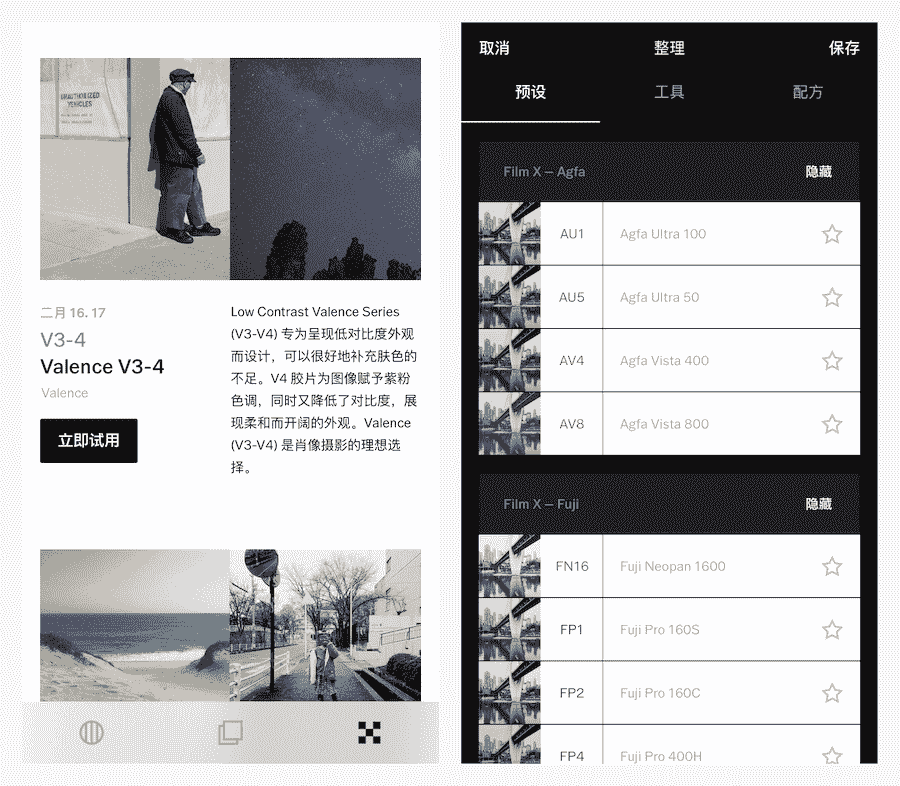 UNAUTHORIZED
VEHICLES
二月 16. 17
V3-4
Valence V3-4
Valence
立即试用
Low Contrast Valence Series
(V3-V4) 专为呈现低对比度外观
而设计，可以很好地补充肤色的
不足。V4 胶片为图像赋予紫粉
色调，同时又降低了对比度，展
现柔和而开阔的外观。Valence
(V3-V4) 是肖像摄影的理想选
择。
取消 整理 保存
预设 工具 配方
Film X – Agfa 隐藏
AU1 Agfa Ultra 100
AU5 Agfa Ultra 50
AV4 Agfa Vista 400
AV8 Agfa Vista 800
Film X – Fuji 隐藏
FN16 Fuji Neopan 1600
FP1 Fuji Pro 160S
FP2 Fuji Pro 160C
FP4 Fuji Pro 400H